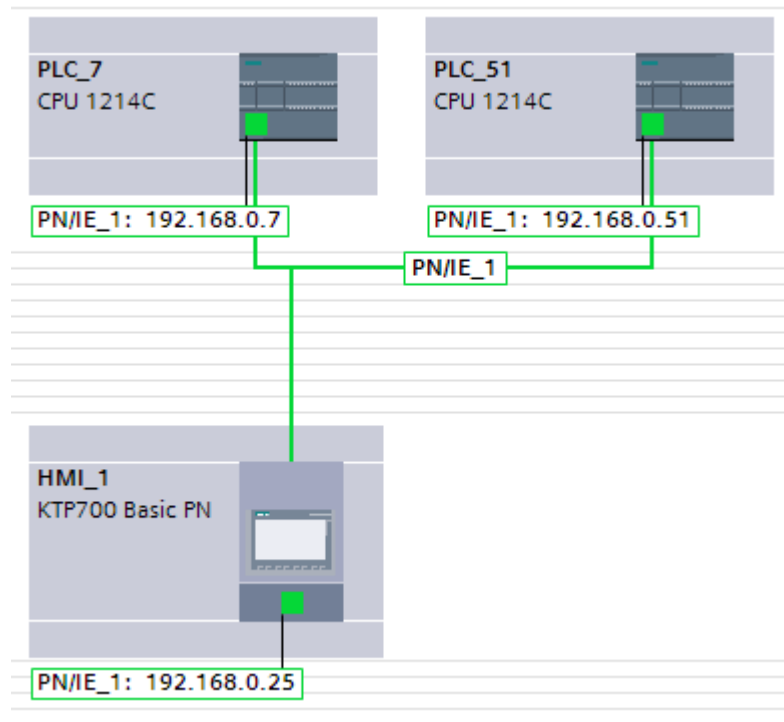 PLC_7
CPU 1214C
PLC_51
CPU 1214C
PN/IE_1: 192.168.0.7
PN/IE_1: 192.168.0.51
PN/IE_1
HMI_1
KTP700 Basic PN
PN/IE_1: 192.168.0.25